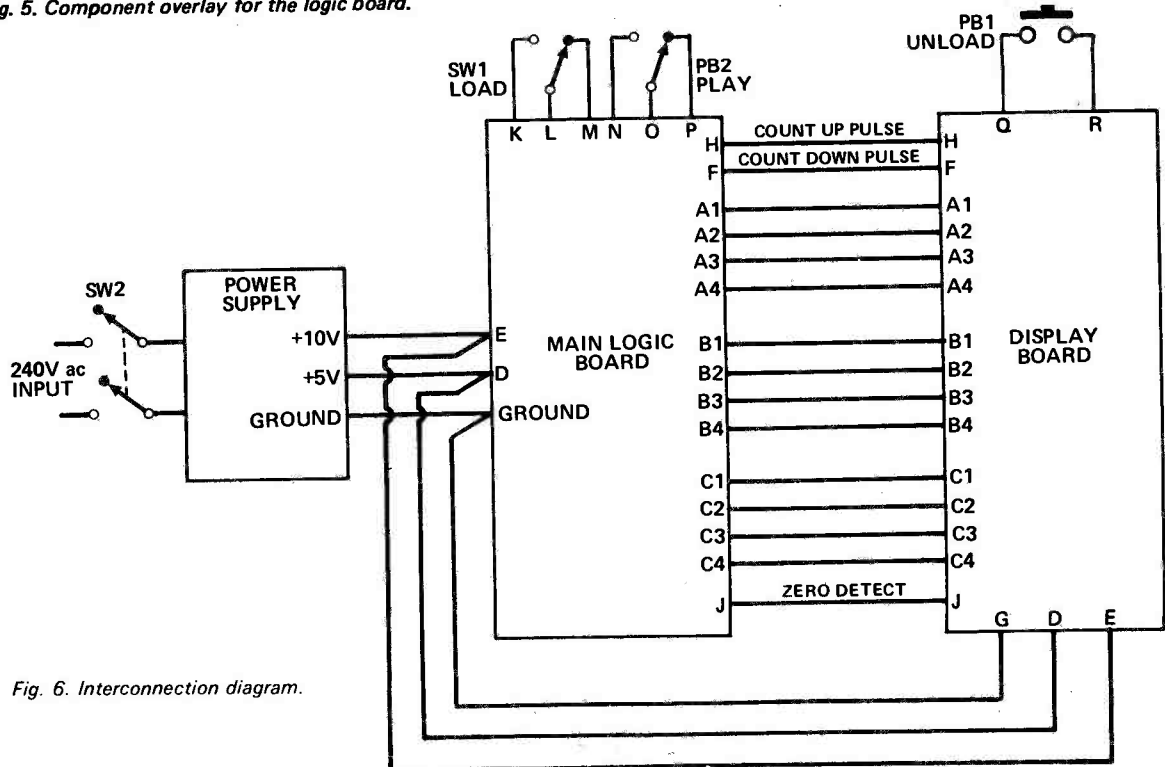 g. 5. Component overlay for the logic board.
PB1
UNLOAD
SW1
LOAD
PB2
PLAY
K L M N O P
Q R
H COUNT UP PULSE H
F COUNT DOWN PULSE F
A1 A1
A2 A2
A3 A3
A4 A4
SW2
POWER
SUPPLY
+10V
E
MAIN LOGIC
BOARD
B1 B1
DISPLAY
BOARD
240V ac
INPUT
+5V
D
B2 B2
B3 B3
GROUND
GROUND
B4 B4
C1 C1
C2 C2
C3 C3
C4 C4
J ZERO DETECT J
G D E
Fig. 6. Interconnection diagram.